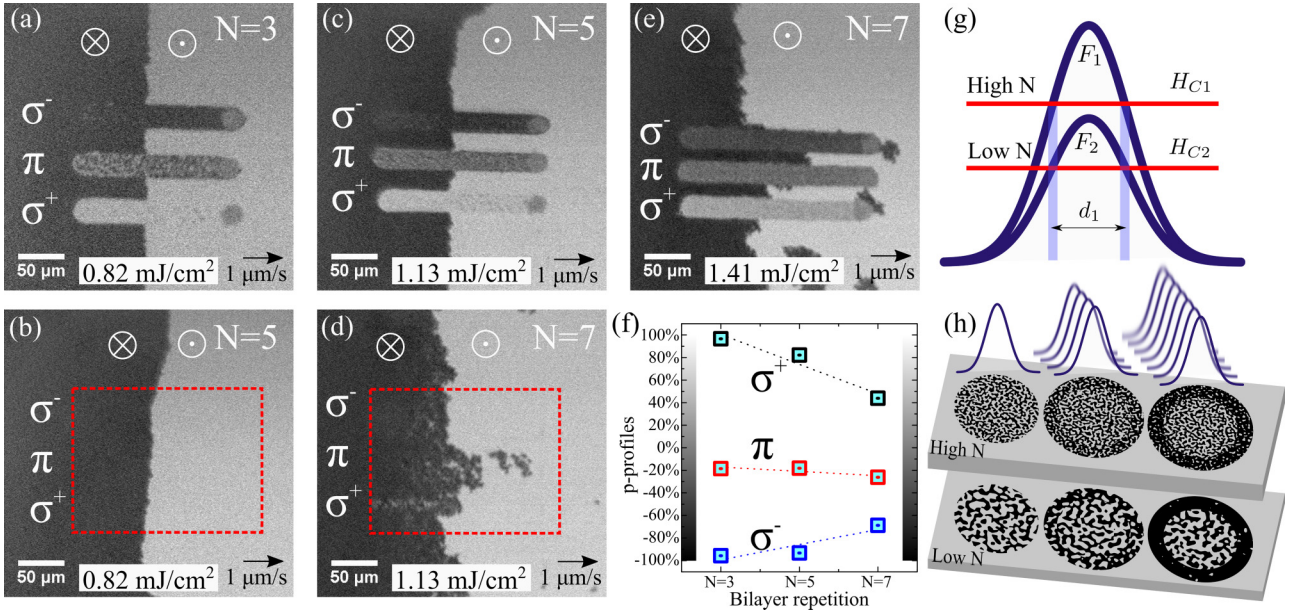 (a)
N=3
σ-
π
σ+
50 μm
0.82 mJ/cm2
1 μm/s
(c)
N=5
σ-
π
σ+
50 μm
1.13 mJ/cm2
1 μm/s
(e)
N=7
σ-
π
σ+
50 μm
1.41 mJ/cm2
1 μm/s
(g)
F1
High N
HC1
Low N
F2
HC2
d1
(b)
N=5
σ-
π
σ+
50 μm
0.82 mJ/cm2
1 μm/s
(d)
N=7
σ-
π
σ+
50 μm
1.13 mJ/cm2
1 μm/s
(f)
p-profiles
100%
80%
60%
40%
20%
0%
-20%
-40%
-60%
-80%
-100%
σ+
π
σ-
N=3 N=5 N=7
Bilayer repetition
(h)
High N
Low N